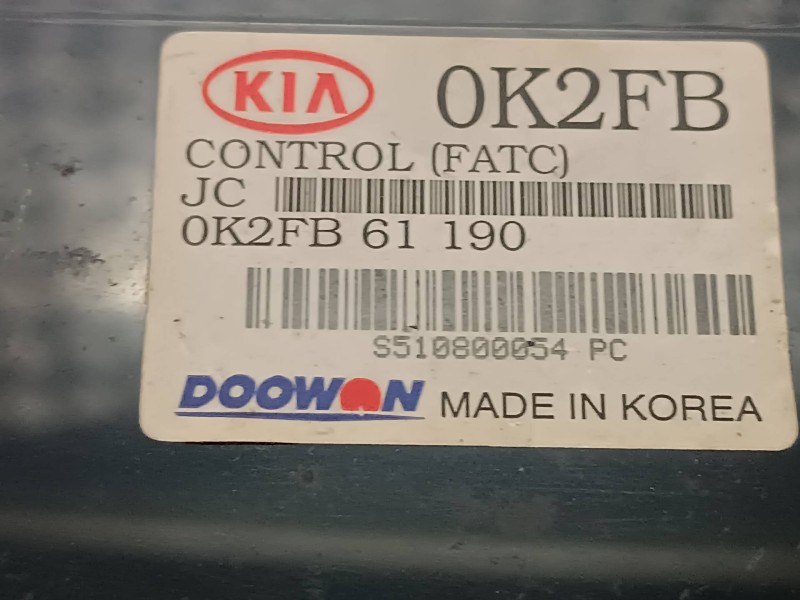 KIA 0K2FB
CONTROL (FATC)
JC
0K2FB 61 190
S510800054 PC
DOOWON MADE IN KOREA